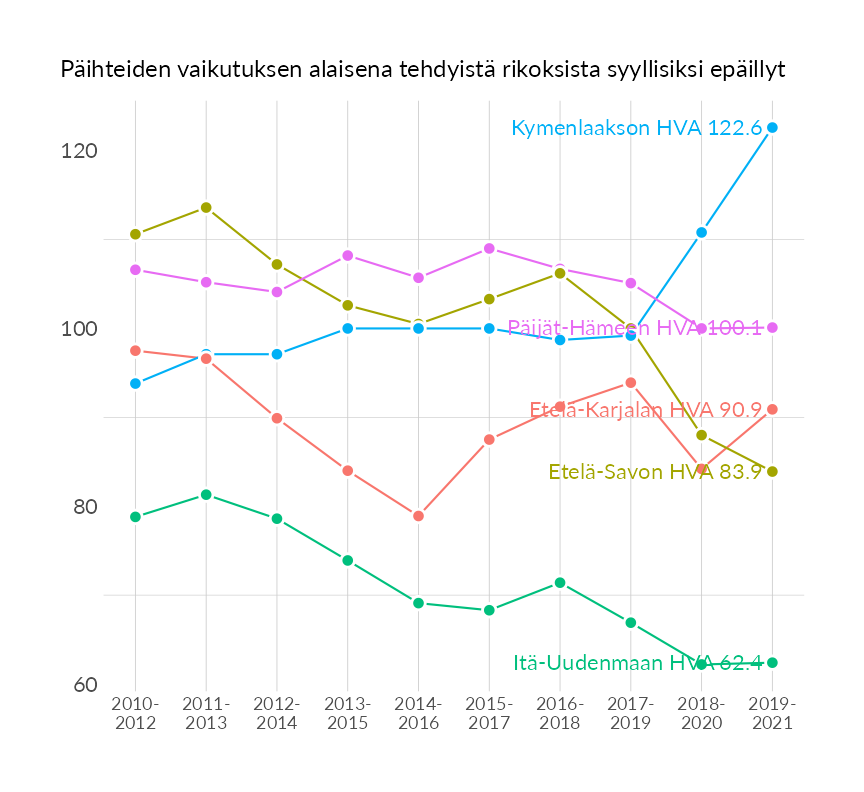 Päihteiden vaikutuksen alaisena tehdyistä rikoksista syyllisiksi epäillyt
Kymenlaakson HVA 122.6
120
100
Päijät-Hämeen HVA 100.1
Etelä-Karjalan HVA 90.9
Etelä-Savon HVA 83.9
80
Itä-Uudenmaan HVA 62.4
60
2010- 2011- 2012- 2013- 2014- 2015- 2016- 2017- 2018- 2019-
2012 2013 2014 2015 2016 2017 2018 2019 2020 2021